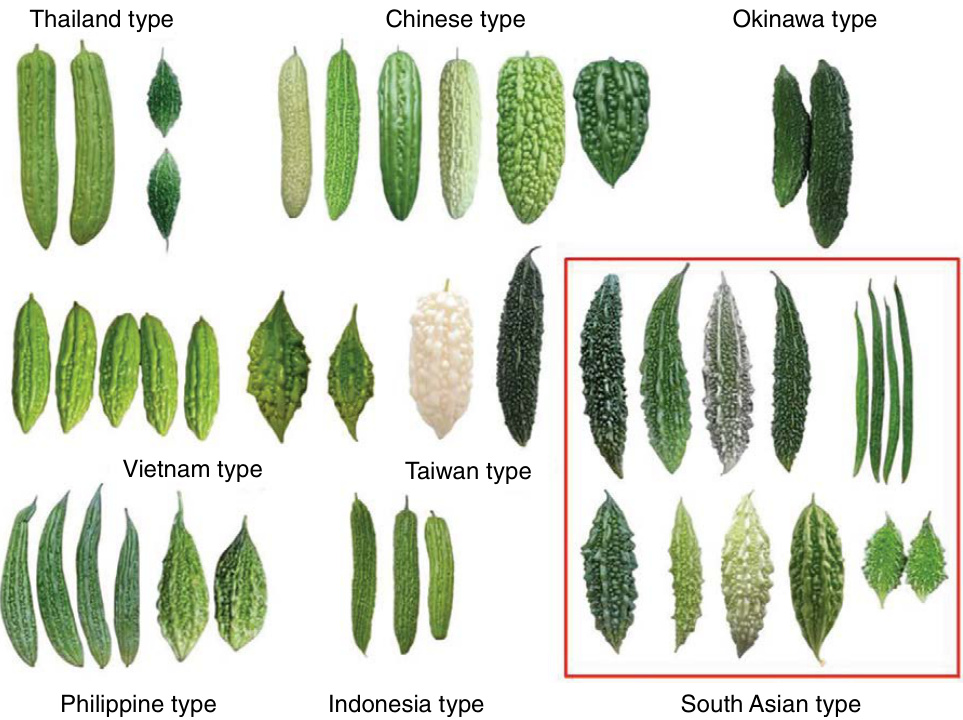 Thailand type
Chinese type
Okinawa type
Vietnam type
Taiwan type
Philippine type
Indonesia type
South Asian type